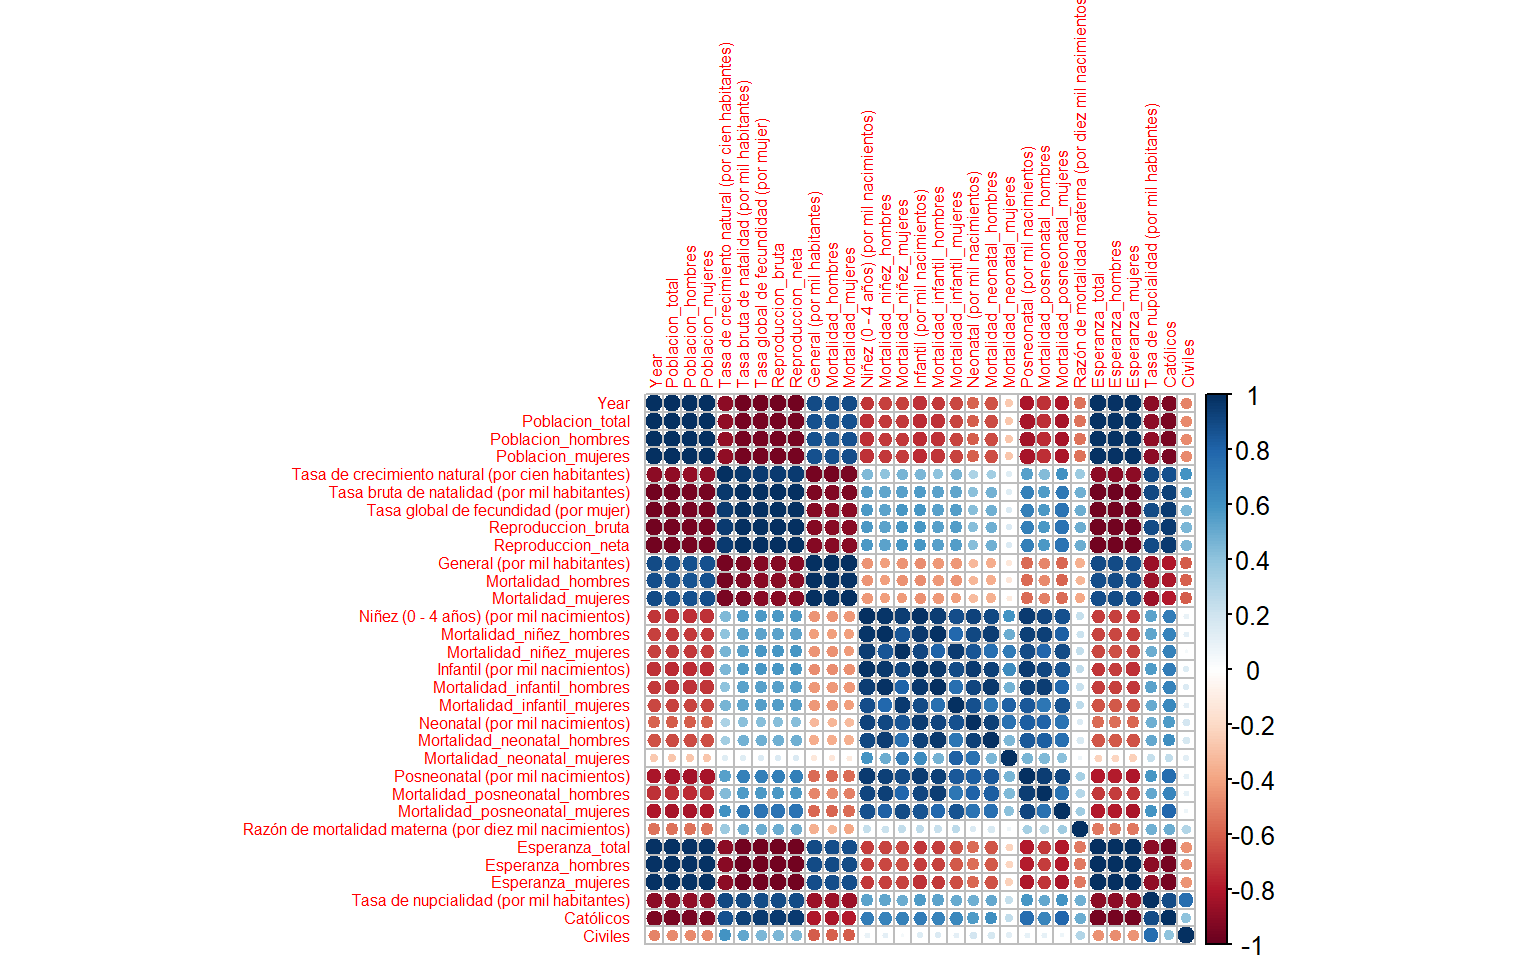 Year
Poblacion_total
Poblacion_hombres
Poblacion_mujeres
Tasa de crecimiento natural (por cien habitantes)
Tasa bruta de natalidad (por mil habitantes)
Tasa global de fecundidad (por mujer)
Reproduccion_bruta
Reproduccion_neta
General (por mil habitantes)
Mortalidad_hombres
Mortalidad_mujeres
Niñez (0 - 4 años) (por mil nacimientos)
Mortalidad_niñez_hombres
Mortalidad_niñez_mujeres
Infantil (por mil nacimientos)
Mortalidad_infantil_hombres
Mortalidad_infantil_mujeres
Neonatal (por mil nacimientos)
Mortalidad_neonatal_hombres
Mortalidad_neonatal_mujeres
Posneonatal (por mil nacimientos)
Mortalidad_posneonatal_hombres
Mortalidad_posneonatal_mujeres
Razón de mortalidad materna (por diez mil nacimientos
Esperanza_total
Esperanza_hombres
Esperanza_mujeres
Tasa de nupcialidad (por mil habitantes)
Católicos
Civiles
Year
Poblacion_total
Poblacion_hombres
Poblacion_mujeres
Tasa de crecimiento natural (por cien habitantes)
Tasa bruta de natalidad (por mil habitantes)
Tasa global de fecundidad (por mujer)
Reproduccion_bruta
Reproduccion_neta
General (por mil habitantes)
Mortalidad_hombres
Mortalidad_mujeres
Niñez (0 - 4 años) (por mil nacimientos)
Mortalidad_niñez_hombres
Mortalidad_niñez_mujeres
Infantil (por mil nacimientos)
Mortalidad_infantil_hombres
Mortalidad_infantil_mujeres
Neonatal (por mil nacimientos)
Mortalidad_neonatal_hombres
Mortalidad_neonatal_mujeres
Posneonatal (por mil nacimientos)
Mortalidad_posneonatal_hombres
Mortalidad_posneonatal_mujeres
Razón de mortalidad materna (por diez mil nacimientos)
Esperanza_total
Esperanza_hombres
Esperanza_mujeres
Tasa de nupcialidad (por mil habitantes)
Católicos
Civiles
1
0.8
0.6
0.4
0.2
0
-0.2
-0.4
-0.6
-0.8
-1